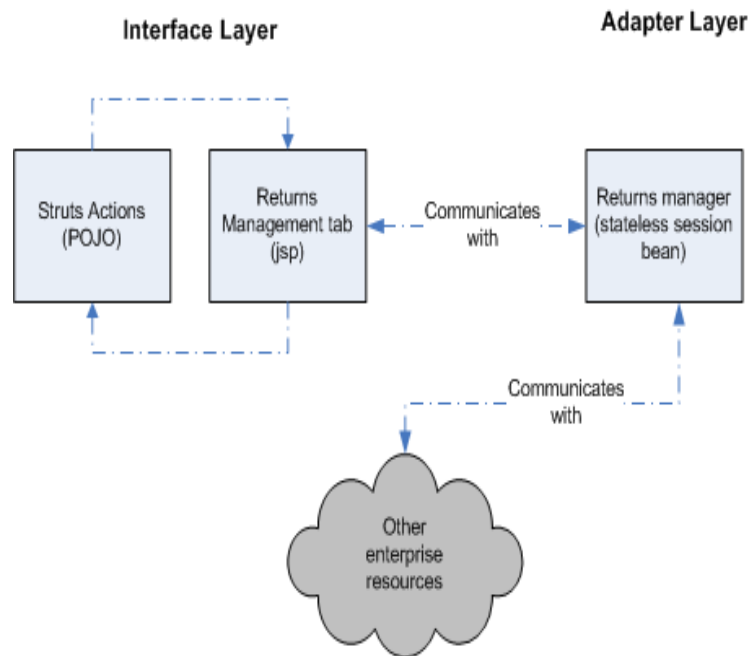 Interface Layer
Adapter Layer
Struts Actions
(POJO)
Returns
Management tab
(jsp)
Communicates
with
Returns manager
(stateless session
bean)
Communicates
with
Other
enterprise
resources